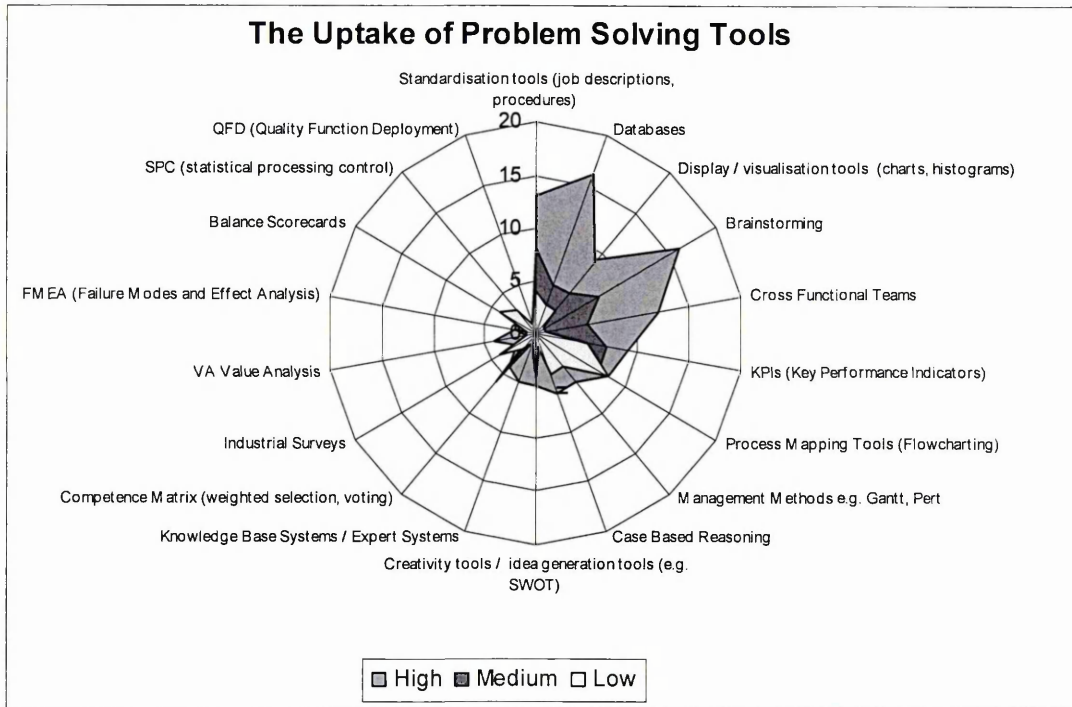 The Uptake of Problem Solving Tools
Standardisation tools (job descriptions,
procedures)
QFD (Quality Function Deployment)
20
Databases
SPC (statistical processing control)
15
Display / visualisation tools (charts, histograms)
Balance Scorecards
10
Brainstorming
FMEA (Failure Modes and Effect Analysis)
5
Cross Functional Teams
0
VA Value Analysis
KPIs (Key Performance Indicators)
Industrial Surveys
Process Mapping Tools (Flowcharting)
Competence Matrix (weighted selection, voting)
Management Methods e.g. Gantt, Pert
Knowledge Base Systems / Expert Systems
Case Based Reasoning
Creativity tools / idea generation tools (e.g.
SWOT)
High Medium Low